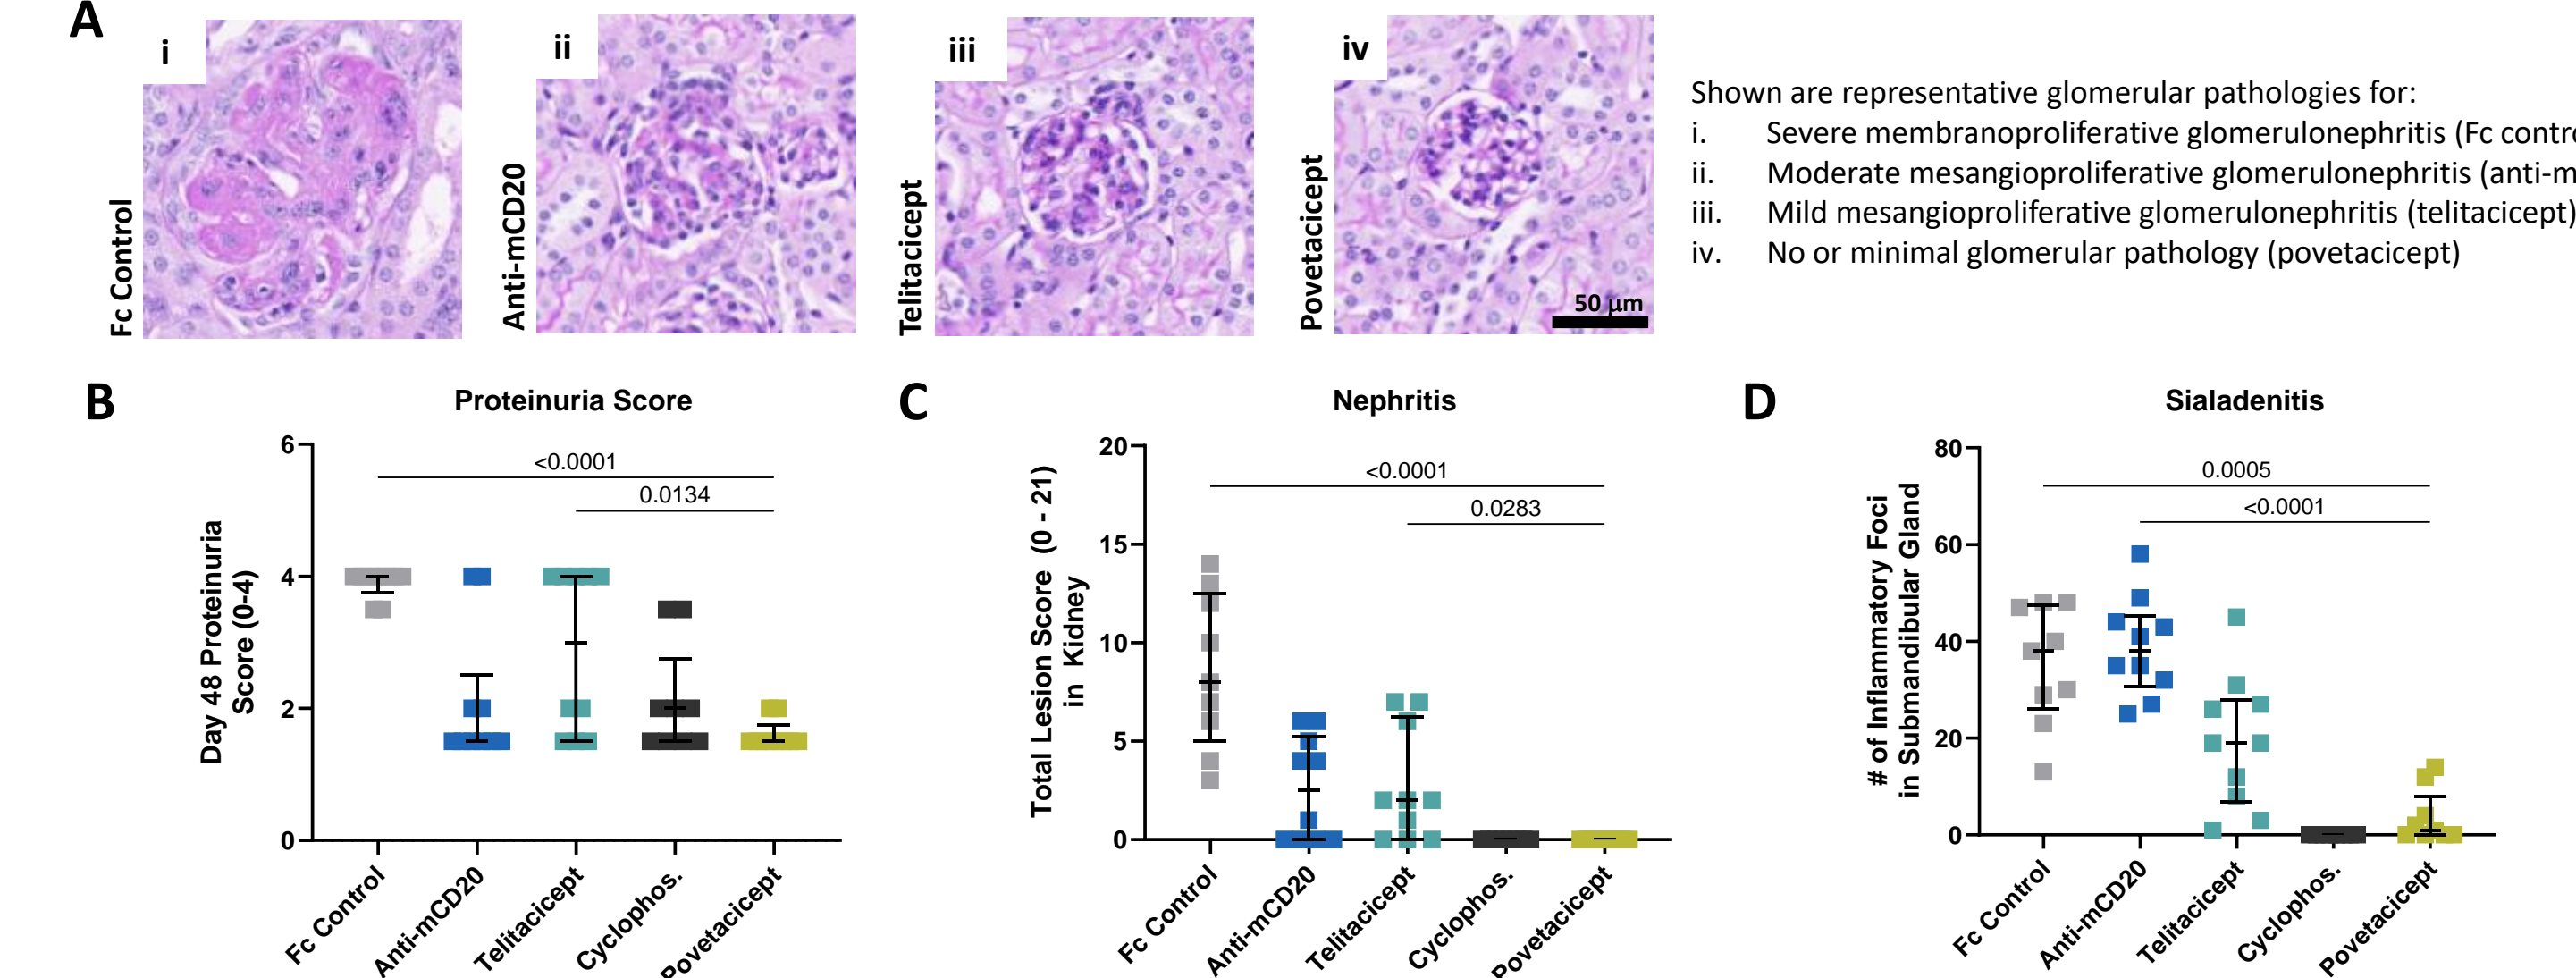 A
i
ii
iii
iv
Fc Control
Anti-mCD20
Telitacicept
Povetacicept
50 µm
Shown are representative glomerular pathologies for:
i. Severe membranoproliferative glomerulonephritis (Fc contro
ii. Moderate mesangioproliferative glomerulonephritis (anti-m
iii. Mild mesangioproliferative glomerulonephritis (telitacicept)
iv. No or minimal glomerular pathology (povetacicept)
B
Proteinuria Score
Day 48 Proteinuria
Score (0-4)
6
4
2
0
<0.0001
0.0134
Fc Control
Anti-mCD20
Telitacicept
Cyclophos.
Povetacicept
C
Nephritis
Total Lesion Score (0 - 21)
in Kidney
20
15
10
5
0
<0.0001
0.0283
Fc Control
Anti-mCD20
Telitacicept
Cyclophos.
Povetacicept
D
Sialadenitis
# of Inflammatory Foci
in Submandibular Gland
80
60
40
20
0
0.0005
<0.0001
Fc Control
Anti-mCD20
Telitacicept
Cyclophos.
Povetacicept